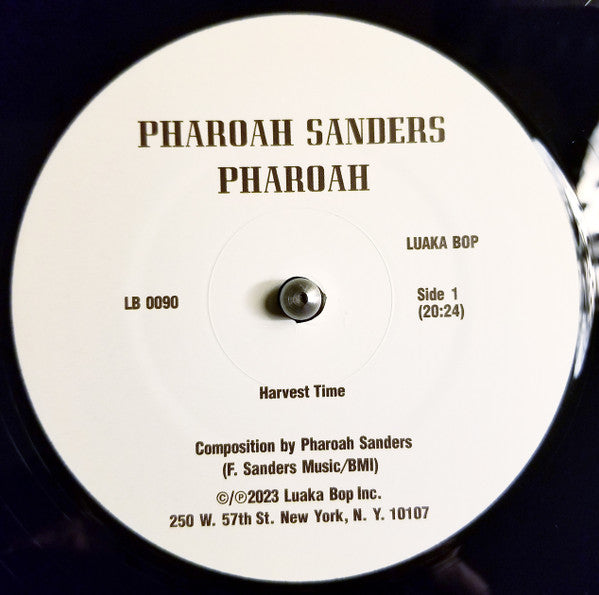 PHAROAH SANDERS
PHAROAH
LUAKA BOP
LB 0090
Side 1
(20:24)
Harvest Time
Composition by Pharoah Sanders
(F. Sanders Music/BMI)
©/℗2023 Luaka Bop Inc.
250 W. 57th St. New York, N. Y. 10107